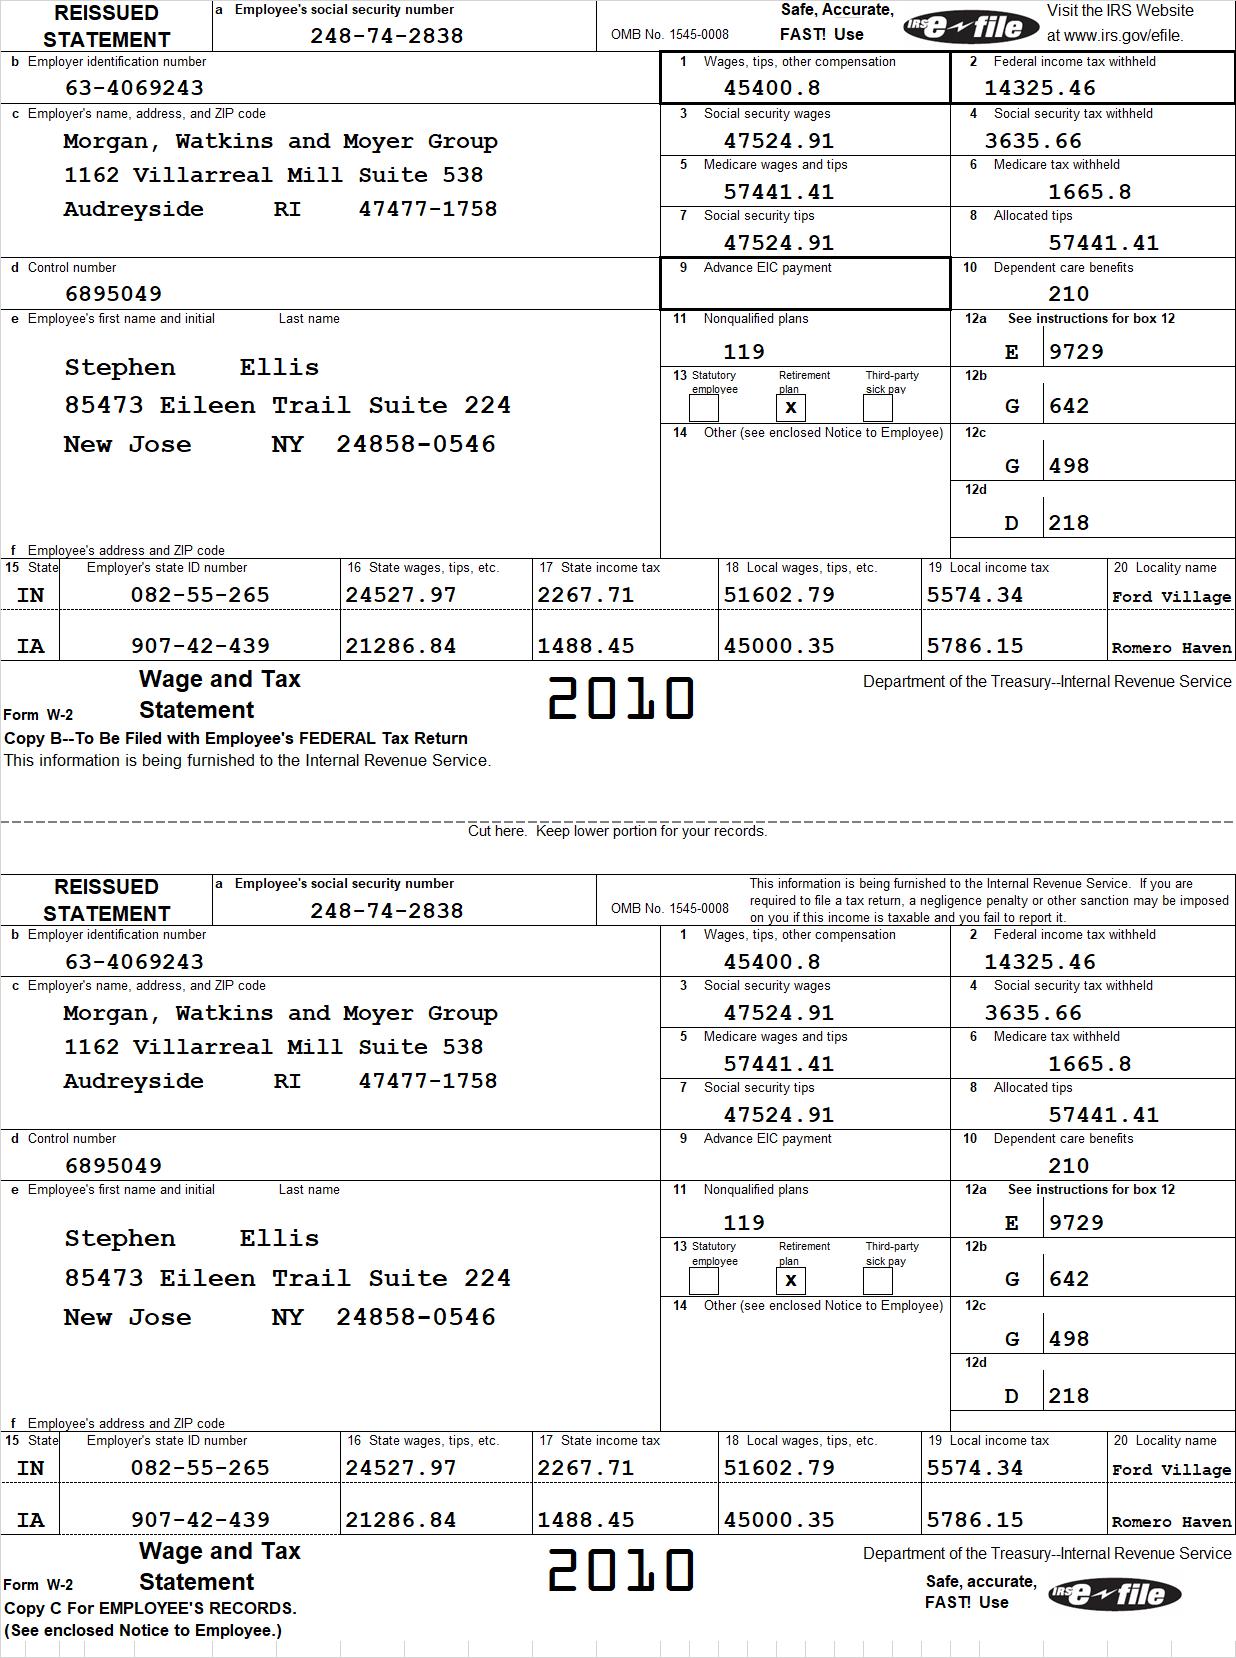 REISSUED STATEMENT
a Employee's social security number
248-74-2838
OMB No. 1545-0008
Safe, Accurate, FAST! Use
IRS e-file
Visit the IRS Website at www.irs.gov/efile.
b Employer identification number
63-4069243
1 Wages, tips, other compensation
45400.8
2 Federal income tax withheld
14325.46
c Employer's name, address, and ZIP code
Morgan, Watkins and Moyer Group
1162 Villarreal Mill Suite 538
Audreyside RI 47477-1758
3 Social security wages
47524.91
4 Social security tax withheld
3635.66
5 Medicare wages and tips
57441.41
6 Medicare tax withheld
1665.8
7 Social security tips
47524.91
8 Allocated tips
57441.41
d Control number
6895049
9 Advance EIC payment
10 Dependent care benefits
210
e Employee's first name and initial Last name
Stephen Ellis
85473 Eileen Trail Suite 224
New Jose NY 24858-0546
11 Nonqualified plans
119
12a See instructions for box 12
E 9729
13 Statutory employee Retirement plan Third-party sick pay
X
12b
G 642
14 Other (see enclosed Notice to Employee)
12c
G 498
12d
D 218
f Employee's address and ZIP code
15 State Employer's state ID number 16 State wages, tips, etc. 17 State income tax 18 Local wages, tips, etc. 19 Local income tax 20 Locality name
IN 082-55-265 24527.97 2267.71 51602.79 5574.34 Ford Village
IA 907-42-439 21286.84 1488.45 45000.35 5786.15 Romero Haven
Form W-2 Wage and Tax Statement
2010
Department of the Treasury--Internal Revenue Service
Copy B--To Be Filed with Employee's FEDERAL Tax Return
This information is being furnished to the Internal Revenue Service.
Cut here. Keep lower portion for your records.
REISSUED STATEMENT
a Employee's social security number
248-74-2838
OMB No. 1545-0008
This information is being furnished to the Internal Revenue Service. If you are
required to file a tax return, a negligence penalty or other sanction may be imposed
on you if this income is taxable and you fail to report it.
b Employer identification number
63-4069243
1 Wages, tips, other compensation
45400.8
2 Federal income tax withheld
14325.46
c Employer's name, address, and ZIP code
Morgan, Watkins and Moyer Group
1162 Villarreal Mill Suite 538
Audreyside RI 47477-1758
3 Social security wages
47524.91
4 Social security tax withheld
3635.66
5 Medicare wages and tips
57441.41
6 Medicare tax withheld
1665.8
7 Social security tips
47524.91
8 Allocated tips
57441.41
d Control number
6895049
9 Advance EIC payment
10 Dependent care benefits
210
e Employee's first name and initial Last name
Stephen Ellis
85473 Eileen Trail Suite 224
New Jose NY 24858-0546
11 Nonqualified plans
119
12a See instructions for box 12
E 9729
13 Statutory employee Retirement plan Third-party sick pay
X
12b
G 642
14 Other (see enclosed Notice to Employee)
12c
G 498
12d
D 218
f Employee's address and ZIP code
15 State Employer's state ID number 16 State wages, tips, etc. 17 State income tax 18 Local wages, tips, etc. 19 Local income tax 20 Locality name
IN 082-55-265 24527.97 2267.71 51602.79 5574.34 Ford Village
IA 907-42-439 21286.84 1488.45 45000.35 5786.15 Romero Haven
Form W-2 Wage and Tax Statement
2010
Department of the Treasury--Internal Revenue Service
Safe, accurate, FAST! Use
IRS e-file
Copy C For EMPLOYEE'S RECORDS.
(See enclosed Notice to Employee.)